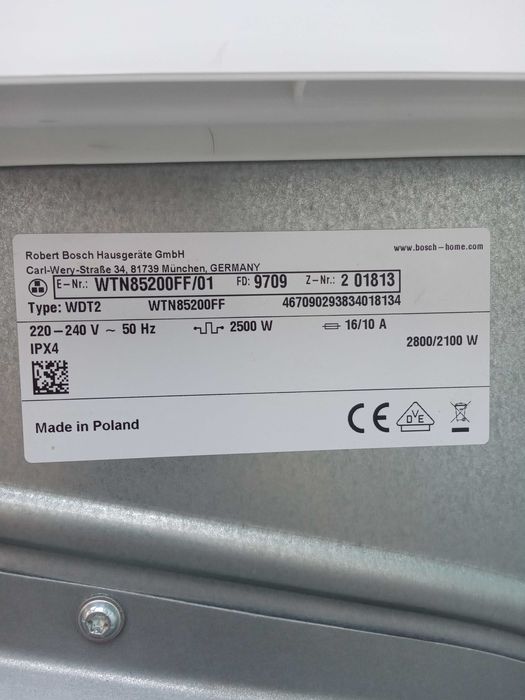 Robert Bosch Hausgeräte GmbH
www.bosch-home.com
Carl-Wery-Straße 34, 81739 München, GERMANY
E-Nr.: WTN85200FF/01 FD: 9709 Z-Nr.: 2 01813
Type: WDT2 WTN85200FF 467090293834018134
220-240 V ~ 50 Hz 2500 W 16/10 A
IPX4 2800/2100 W
Made in Poland
CE DVE